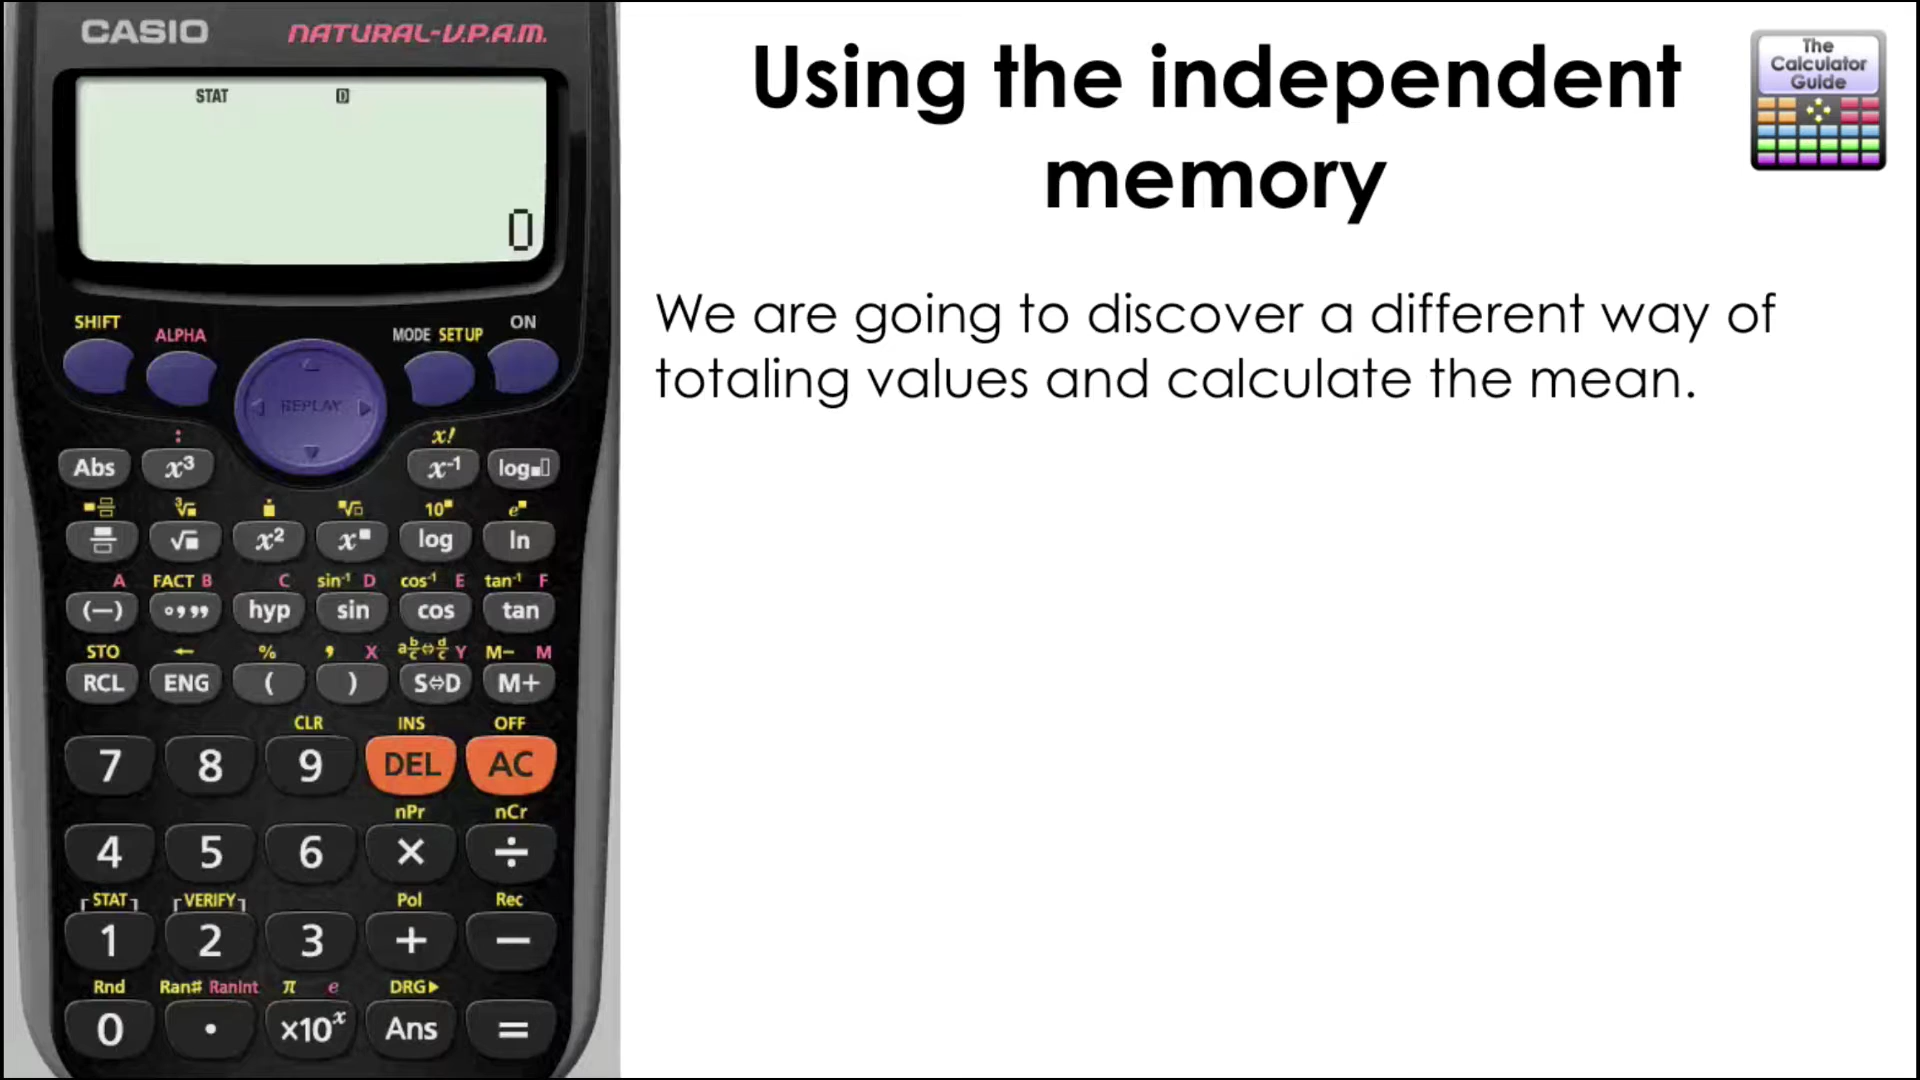 CASIO NATURAL-V.P.A.M.
STAT D
0
Using the independent
memory
The
Calculator
Guide
We are going to discover a different way of
totaling values and calculate the mean.
SHIFT ALPHA MODE SETUP ON
REPLAY
: x!
Abs x³ x⁻¹ log■▯
³√■ ■√▯ 10■ e■
√■ x² x■ log ln
A FACT B C sin⁻¹ D cos⁻¹ E tan⁻¹ F
(−) °,,, hyp sin cos tan
STO ← % , X a b/c⇔d/c Y M− M
RCL ENG ( ) S⇔D M+
CLR INS OFF
7 8 9 DEL AC
nPr nCr
4 5 6 × ÷
STAT VERIFY Pol Rec
1 2 3 + −
Rnd Ran# RanInt π e DRG▶
0 • ×10ˣ Ans =